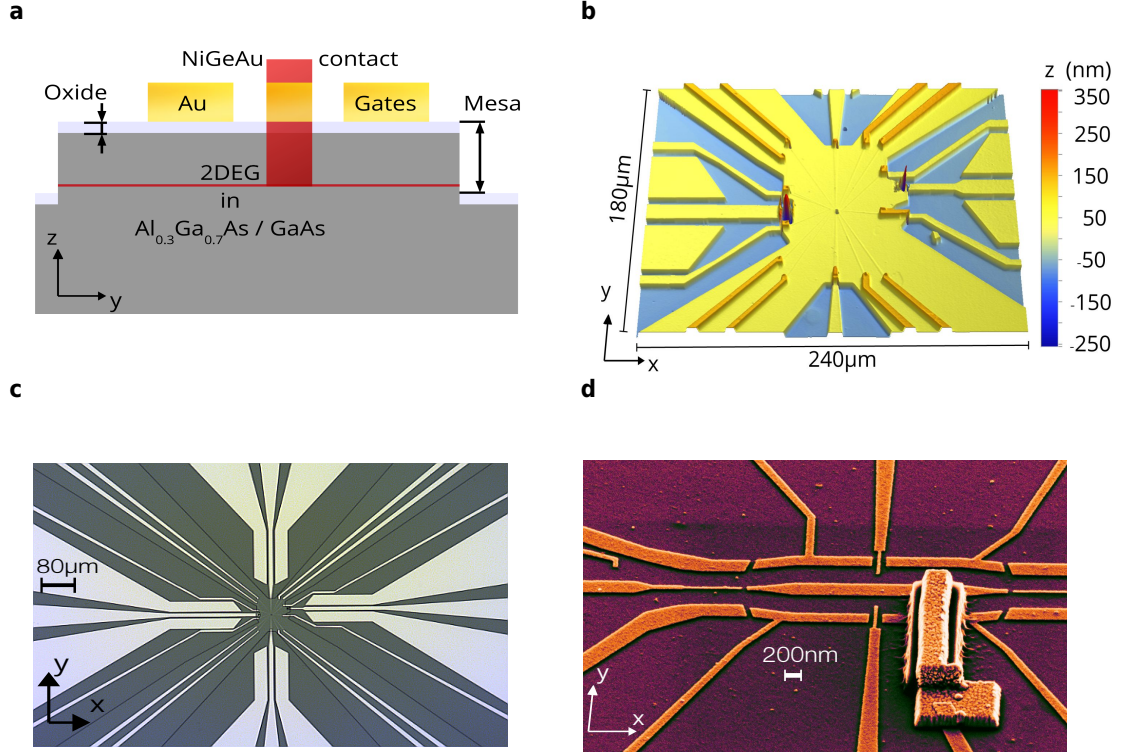 a
NiGeAu contact
Oxide
Au
Gates
Mesa
2DEG
in
Al0.3Ga0.7As / GaAs
z
y
b
z (nm)
350
250
150
50
-50
-150
-250
180µm
y
x
240µm
c
80µm
y
x
d
200nm
y
x